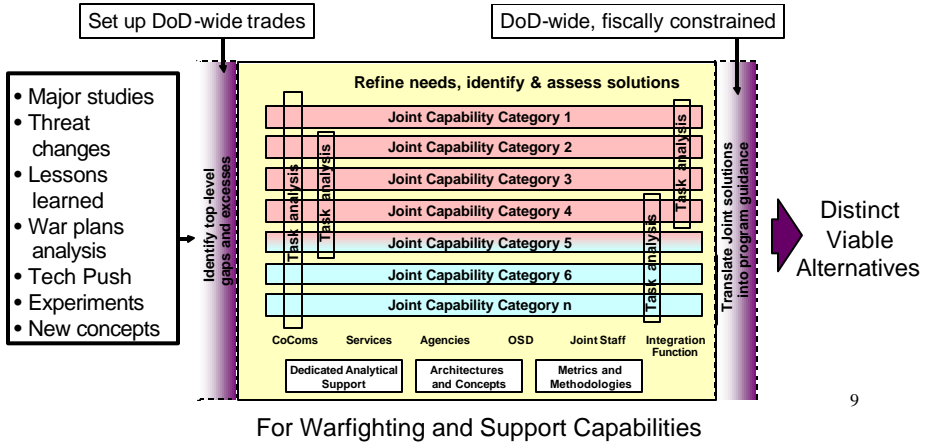 Set up DoD-wide trades
DoD-wide, fiscally constrained
• Major studies
• Threat
changes
• Lessons
learned
• War plans
analysis
• Tech Push
• Experiments
• New concepts
Identify top-level
gaps and excesses
Refine needs, identify & assess solutions
Joint Capability Category 1
Joint Capability Category 2
Joint Capability Category 3
Joint Capability Category 4
Joint Capability Category 5
Joint Capability Category 6
Joint Capability Category n
Task analysis
Task analysis
Task analysis
Task analysis
CoComs
Services
Agencies
OSD
Joint Staff
Integration
Function
Dedicated Analytical
Support
Architectures
and Concepts
Metrics and
Methodologies
Translate Joint solutions
into program guidance
Distinct
Viable
Alternatives
9
For Warfighting and Support Capabilities